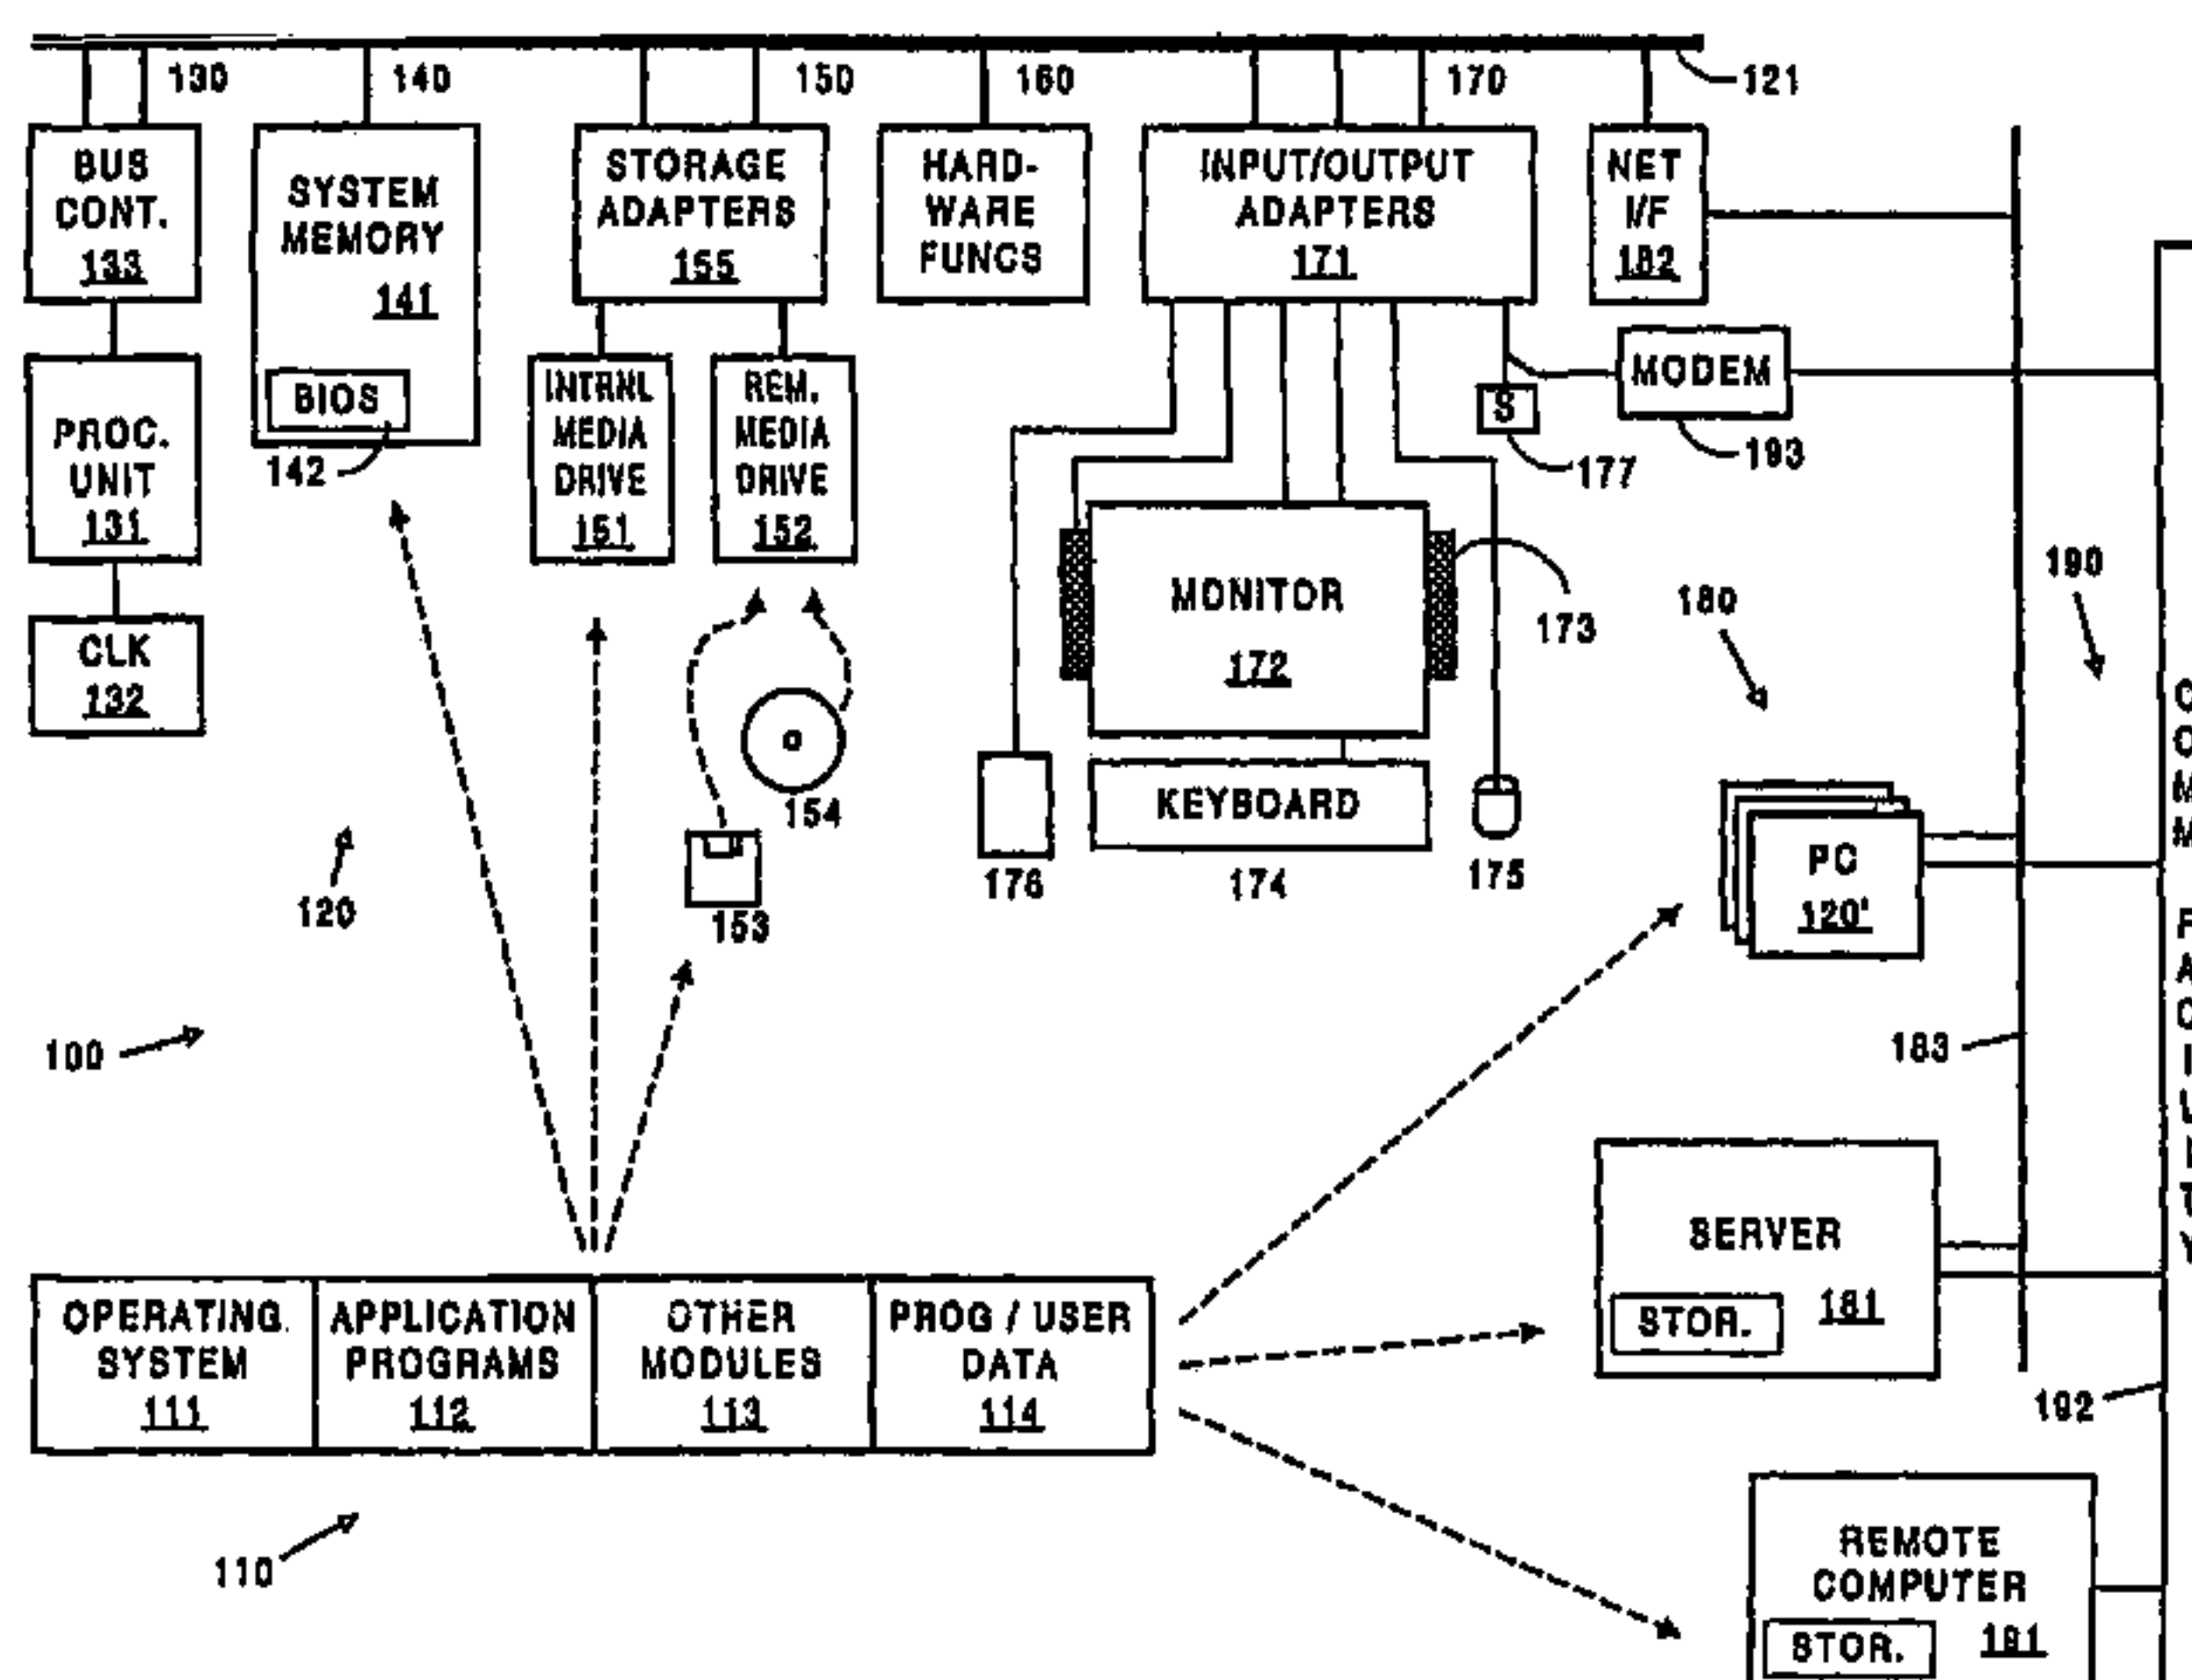 130
140
150
160
170
121
BUS
CONT.
133
SYSTEM
MEMORY
141
BIOS
142
STORAGE
ADAPTERS
155
HARD-
WARE
FUNCS
INPUT/OUTPUT
ADAPTERS
171
NET
I/F
182
PROC.
UNIT
131
INTRNL
MEDIA
DRIVE
151
REM.
MEDIA
DRIVE
152
MODEM
193
S
177
CLK
132
MONITOR
172
173
180
190
154
153
176
KEYBOARD
174
175
120
PC
120'
100
183
SERVER
181
STOR.
192
OPERATING
SYSTEM
111
APPLICATION
PROGRAMS
112
OTHER
MODULES
113
PROG / USER
DATA
114
110
REMOTE
COMPUTER
STOR.
191